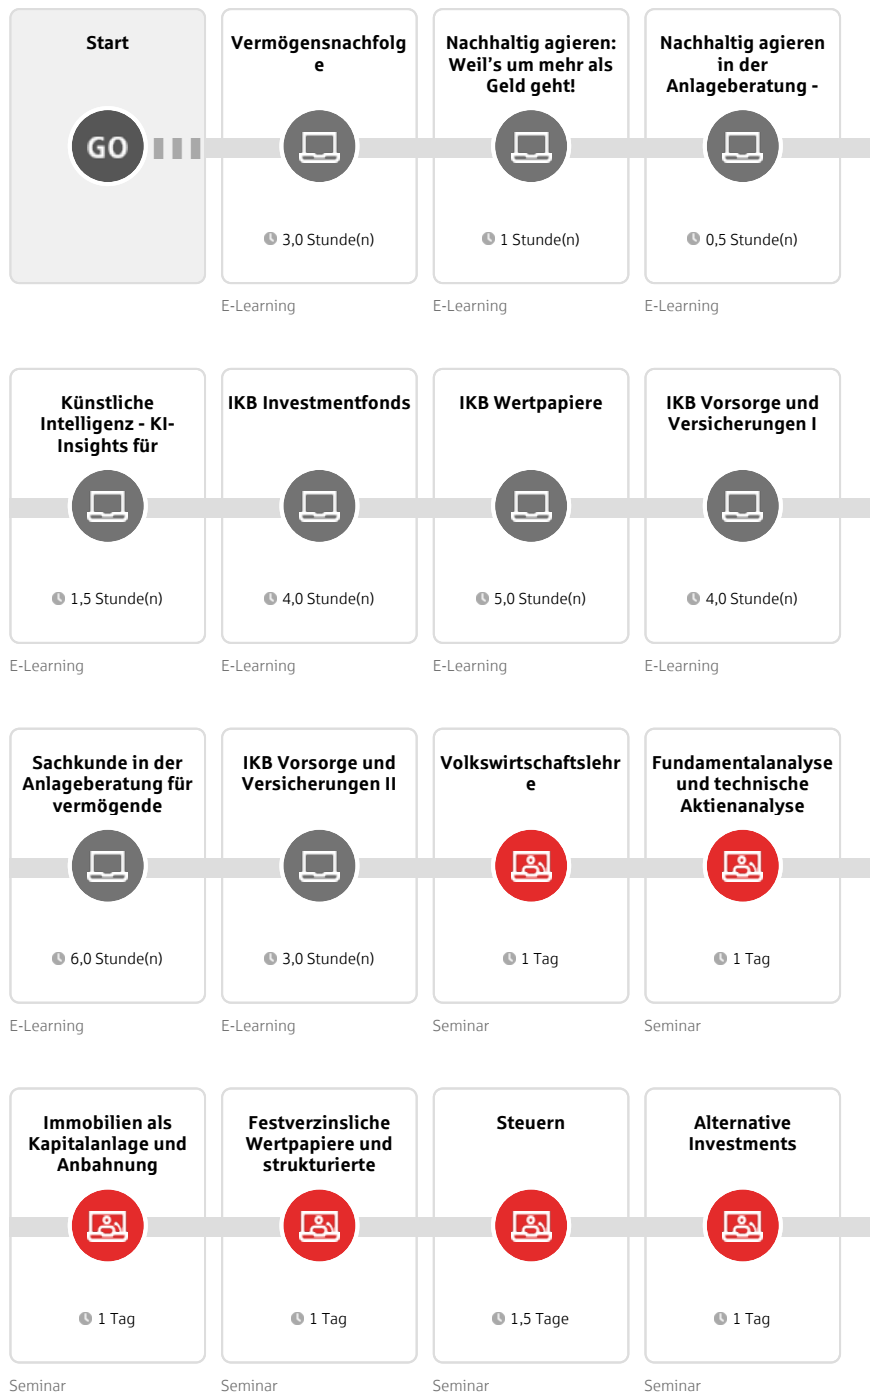 Start
Vermögensnachfolg
e
Nachhaltig agieren:
Weil's um mehr als
Geld geht!
Nachhaltig agieren
in der
Anlageberatung -
GO
3,0 Stunde(n)
1 Stunde(n)
0,5 Stunde(n)
E-Learning
E-Learning
E-Learning
Künstliche
Intelligenz - KI-
Insights für
IKB Investmentfonds
IKB Wertpapiere
IKB Vorsorge und
Versicherungen I
1,5 Stunde(n)
4,0 Stunde(n)
5,0 Stunde(n)
4,0 Stunde(n)
E-Learning
E-Learning
E-Learning
E-Learning
Sachkunde in der
Anlageberatung für
vermögende
IKB Vorsorge und
Versicherungen II
Volkswirtschaftslehr
e
Fundamentalanalyse
und technische
Aktienanalyse
6,0 Stunde(n)
3,0 Stunde(n)
1 Tag
1 Tag
E-Learning
E-Learning
Seminar
Seminar
Immobilien als
Kapitalanlage und
Anbahnung
Festverzinsliche
Wertpapiere und
strukturierte
Steuern
Alternative
Investments
1 Tag
1 Tag
1,5 Tage
1 Tag
Seminar
Seminar
Seminar
Seminar